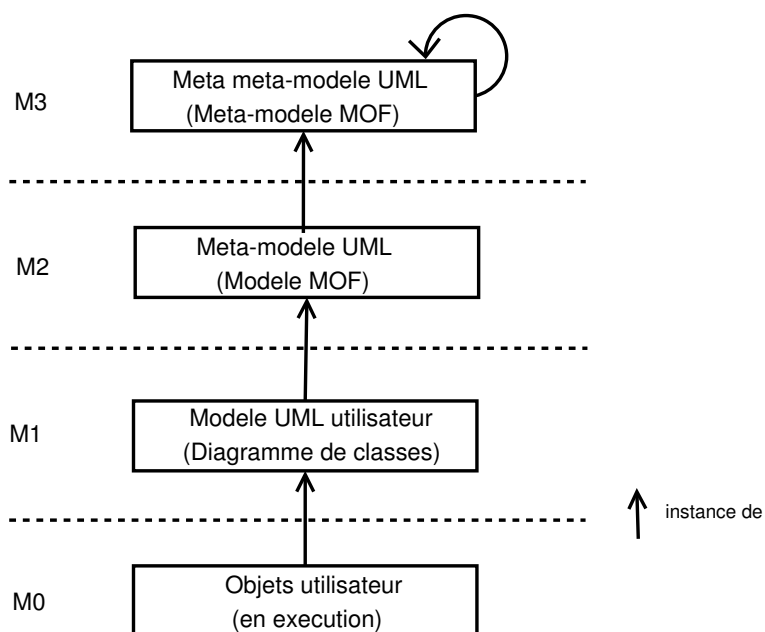 M3
Meta meta-modele UML
(Meta-modele MOF)
M2
Meta-modele UML
(Modele MOF)
M1
Modele UML utilisateur
(Diagramme de classes)
instance de
M0
Objets utilisateur
(en execution)